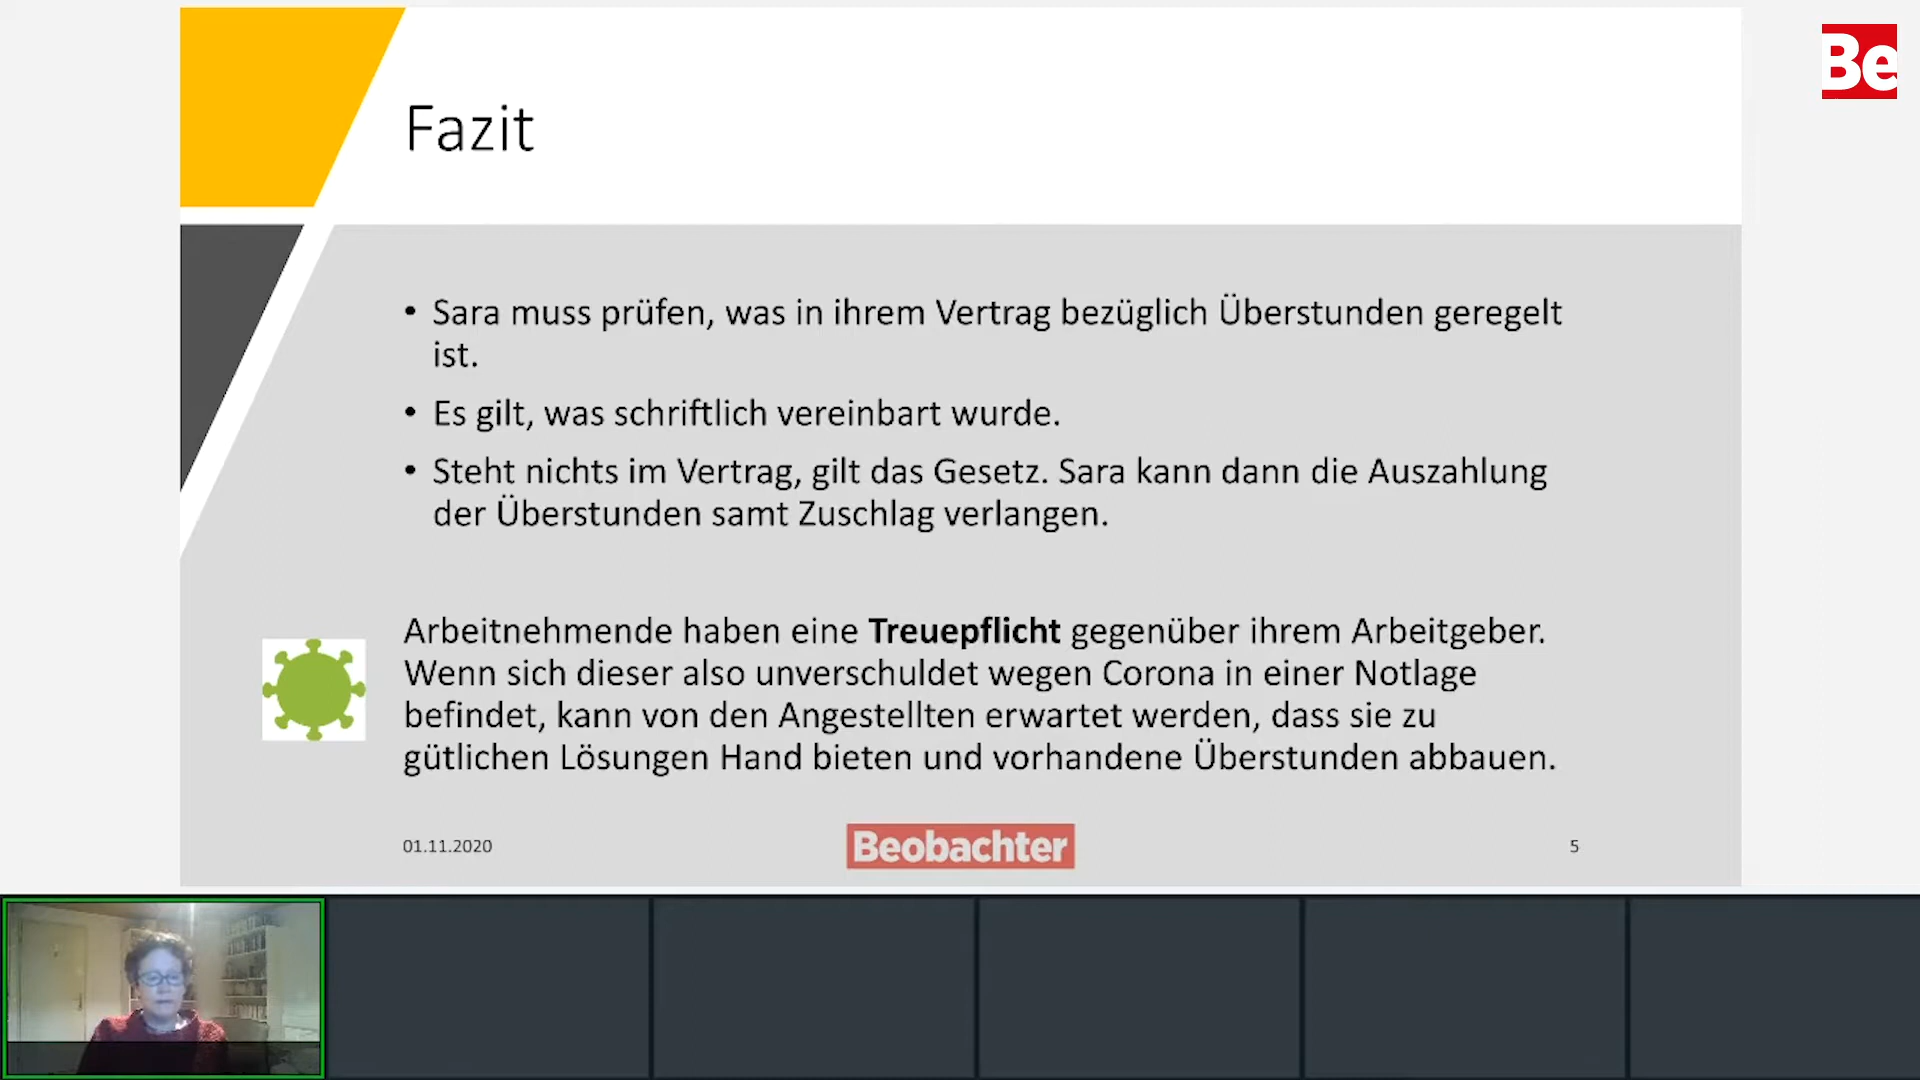 Be
Fazit
• Sara muss prüfen, was in ihrem Vertrag bezüglich Überstunden geregelt
ist.
• Es gilt, was schriftlich vereinbart wurde.
• Steht nichts im Vertrag, gilt das Gesetz. Sara kann dann die Auszahlung
der Überstunden samt Zuschlag verlangen.
Arbeitnehmende haben eine Treuepflicht gegenüber ihrem Arbeitgeber.
Wenn sich dieser also unverschuldet wegen Corona in einer Notlage
befindet, kann von den Angestellten erwartet werden, dass sie zu
gütlichen Lösungen Hand bieten und vorhandene Überstunden abbauen.
01.11.2020
Beobachter
5